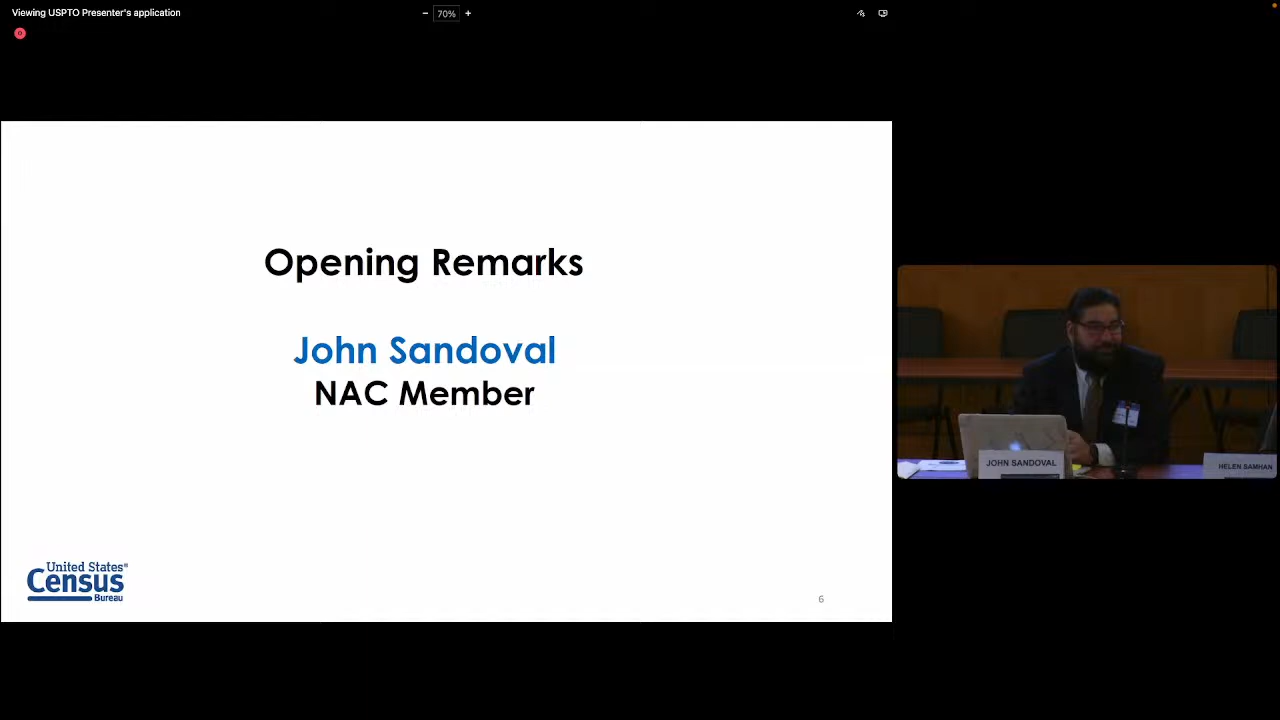 Viewing USPTO Presenter's application
− 70% +
Opening Remarks
John Sandoval
NAC Member
United States®
Census
Bureau
6
JOHN SANDOVAL
HELEN SAMHAN